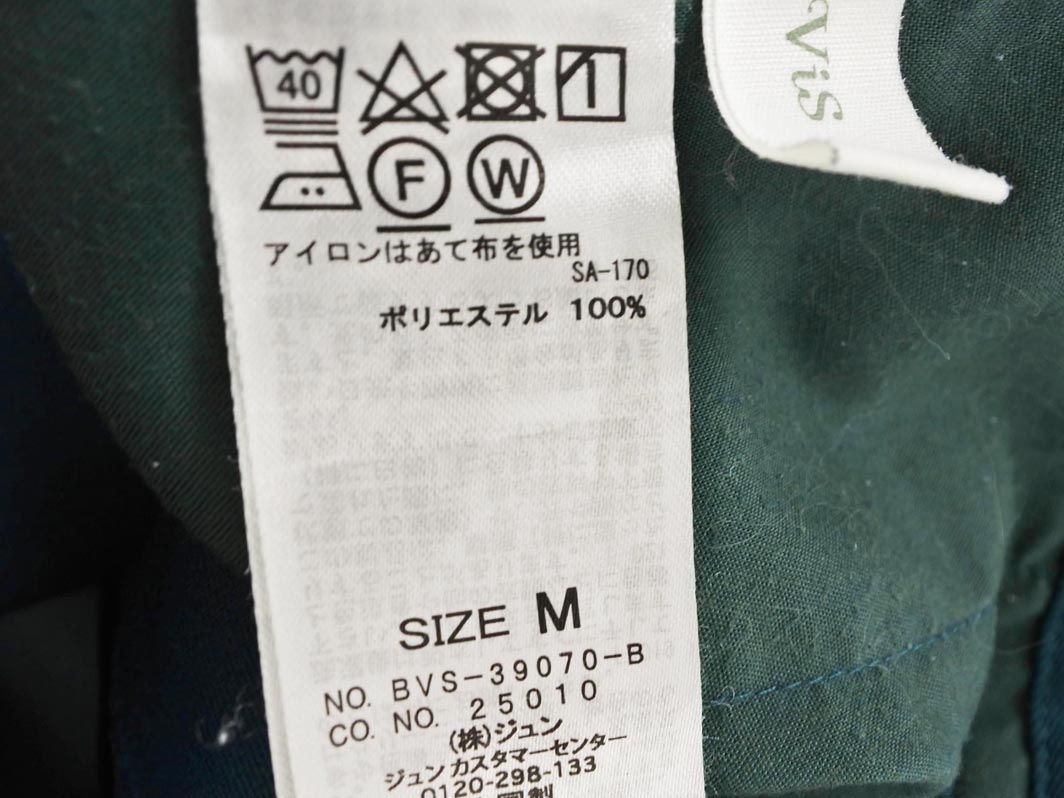 40
F W
アイロンはあて布を使用
SA-170
ポリエステル 100%
SIZE M
NO. BVS-39070-B
CO. NO. 25010
(株)ジュン
ジュンカスタマーセンター
0120-298-133
ViS